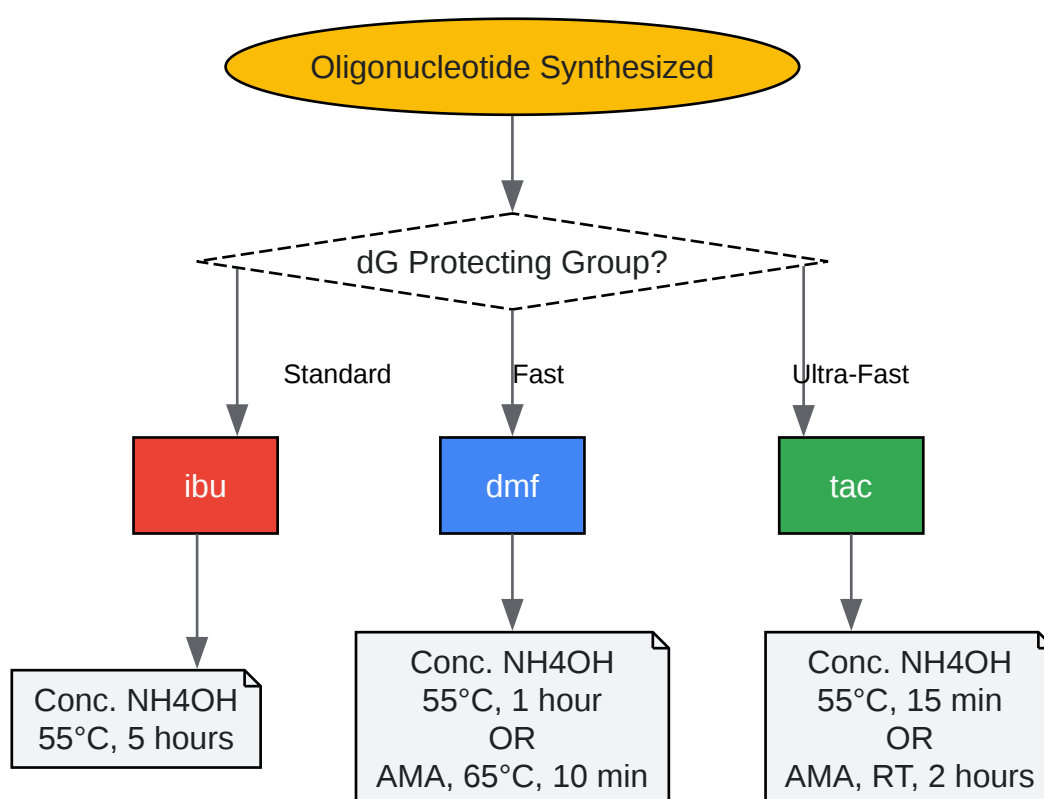 Oligonucleotide Synthesized
dG Protecting Group?
Standard
Fast
Ultra-Fast
ibu
dmf
tac
Conc. NH4OH
55°C, 5 hours
Conc. NH4OH
55°C, 1 hour
OR
AMA, 65°C, 10 min
Conc. NH4OH
55°C, 15 min
OR
AMA, RT, 2 hours